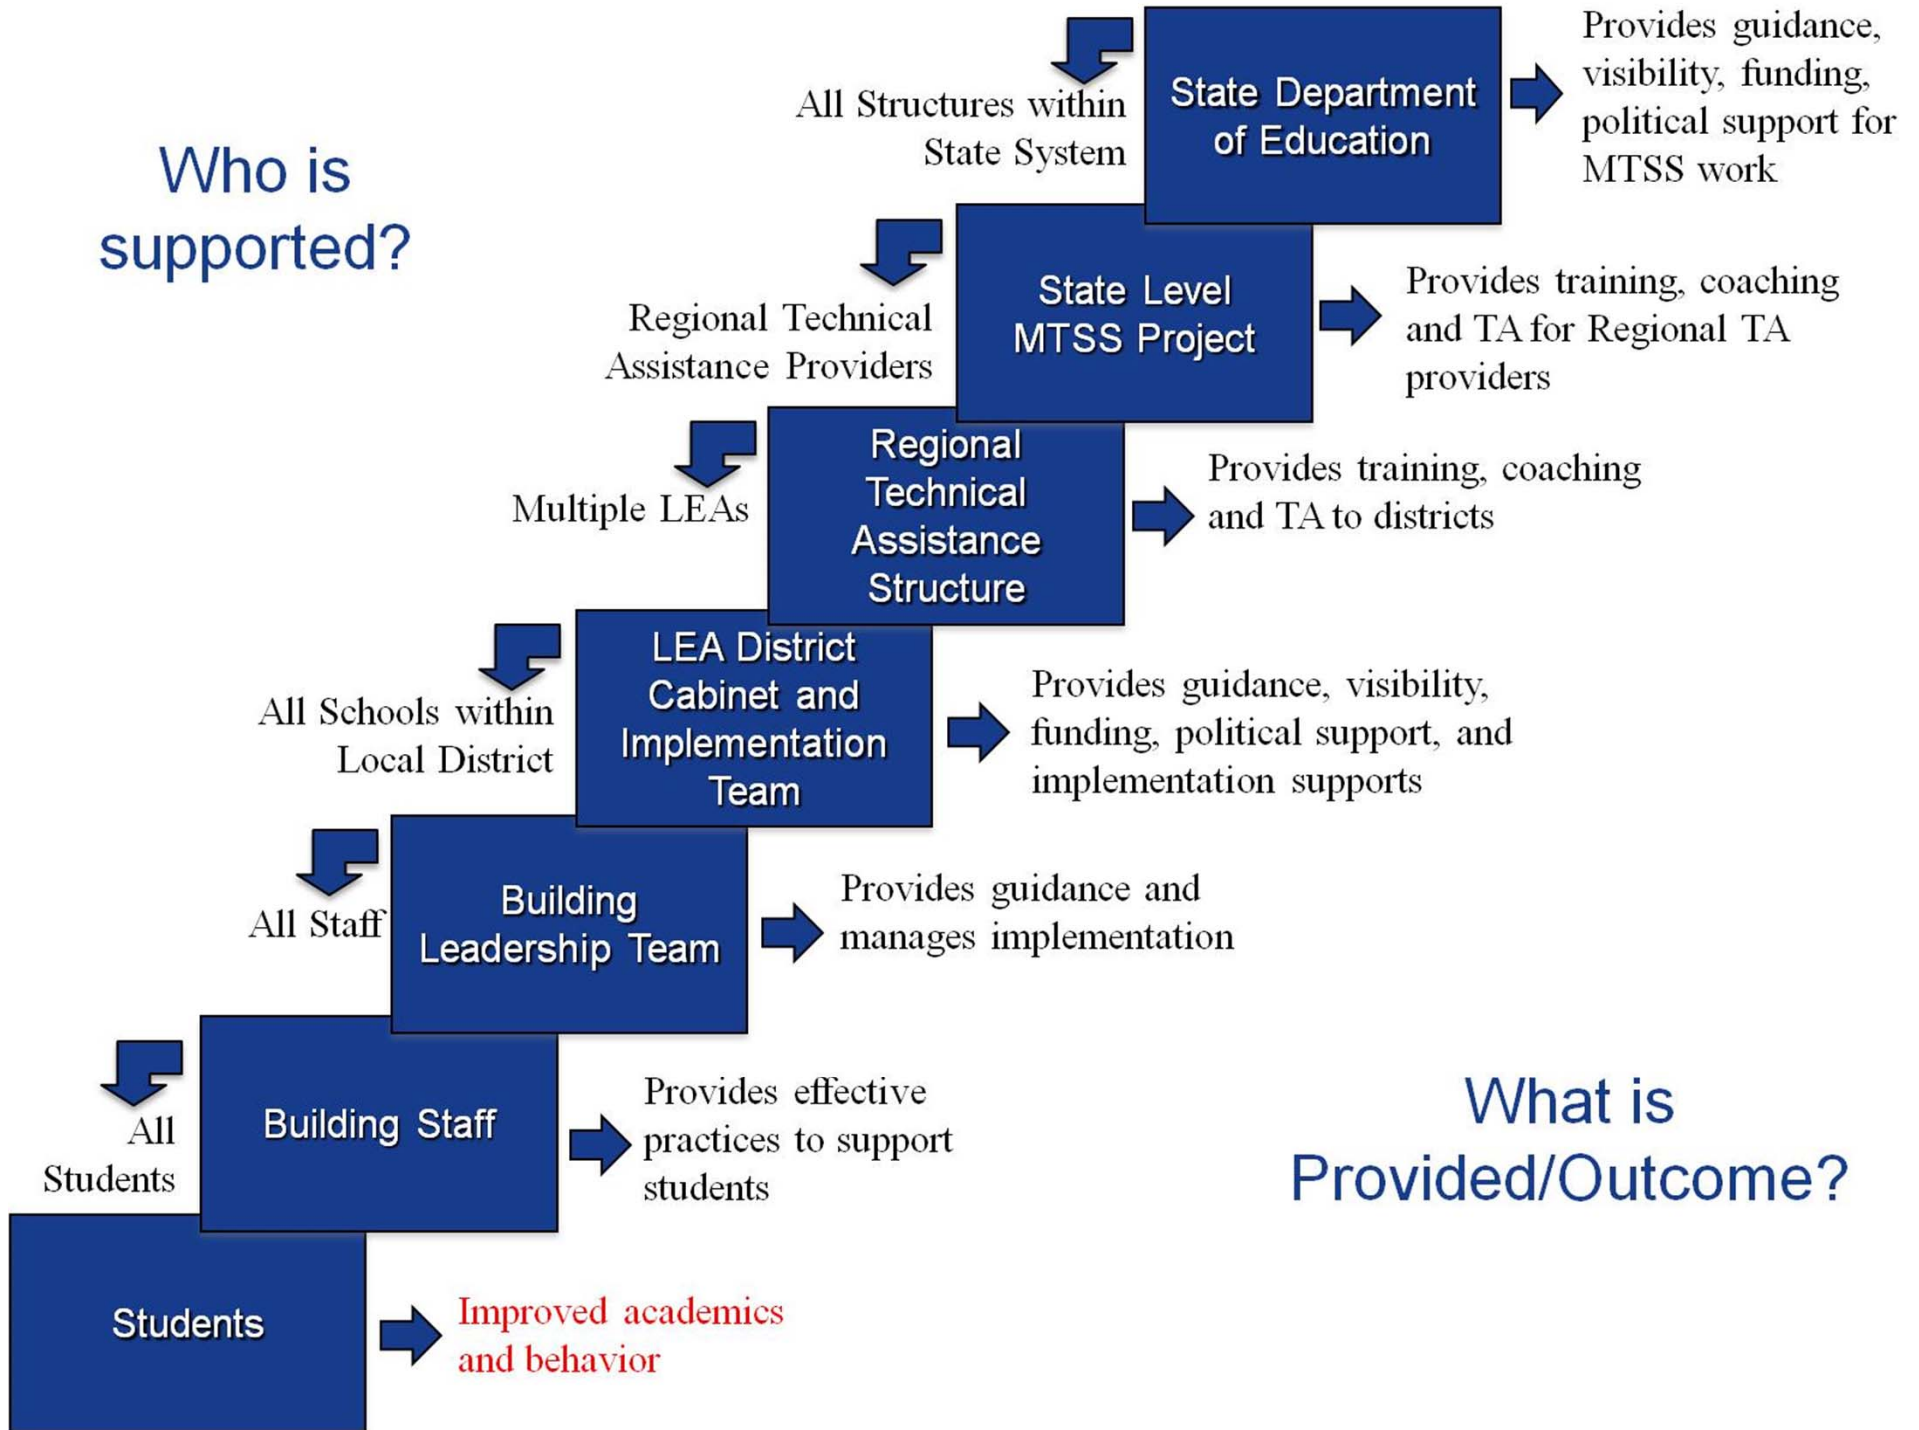 Who is
supported?
All Structures within
State System
State Department
of Education
Provides guidance,
visibility, funding,
political support for
MTSS work
Regional Technical
Assistance Providers
State Level
MTSS Project
Provides training, coaching
and TA for Regional TA
providers
Multiple LEAs
Regional
Technical
Assistance
Structure
Provides training, coaching
and TA to districts
All Schools within
Local District
LEA District
Cabinet and
Implementation
Team
Provides guidance, visibility,
funding, political support, and
implementation supports
All Staff
Building
Leadership Team
Provides guidance and
manages implementation
All
Students
Building Staff
Provides effective
practices to support
students
What is
Provided/Outcome?
Students
Improved academics
and behavior